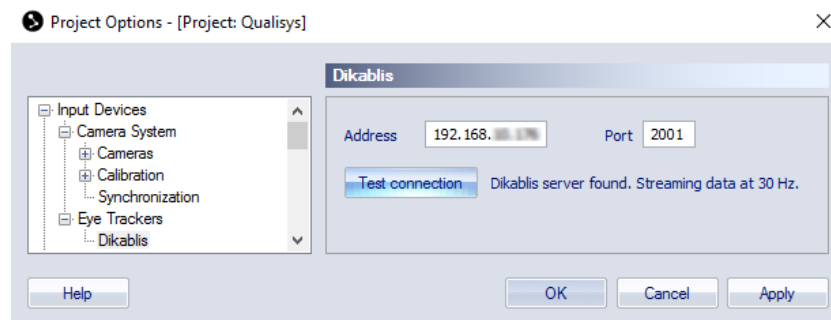 Project Options - [Project: Qualisys]
Dikablis
Input Devices
Camera System
Cameras
Calibration
Synchronization
Eye Trackers
Dikablis
Address 192.168. Port 2001
Test connection Dikablis server found. Streaming data at 30 Hz.
Help OK Cancel Apply